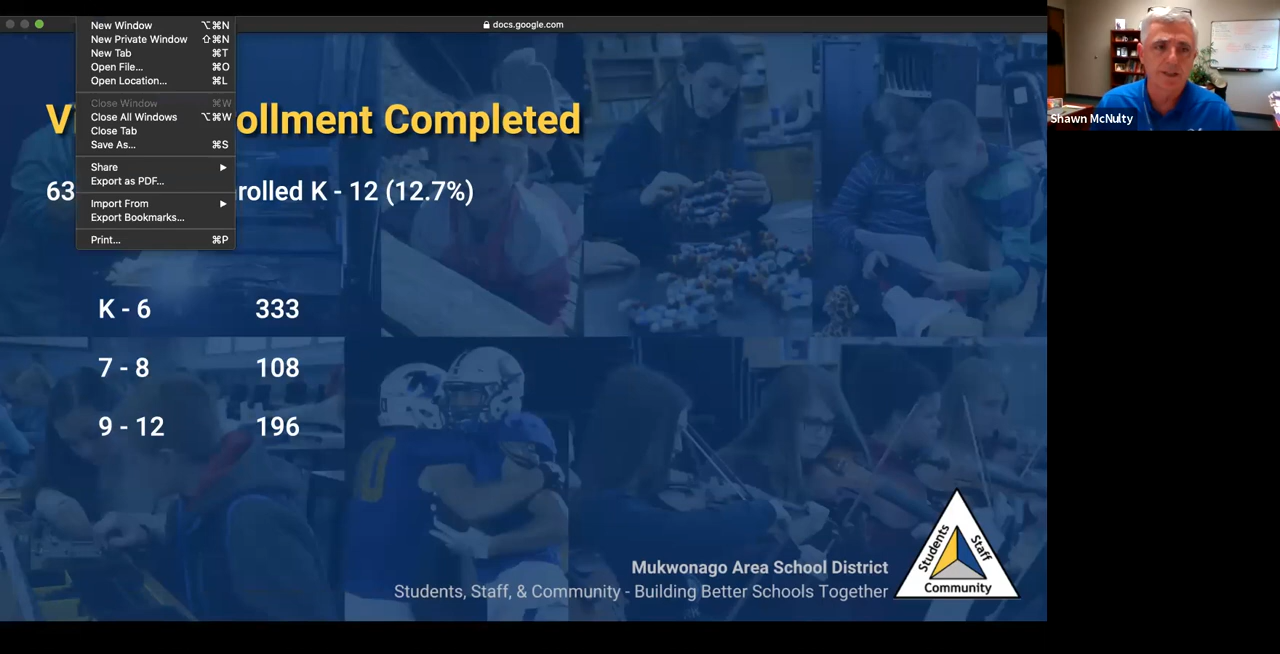 docs.google.com
New Window ⌥⌘N
New Private Window ⇧⌘N
New Tab ⌘T
Open File... ⌘O
Open Location... ⌘L
Close Window ⌘W
Close All Windows ⌥⌘W
Close Tab
Save As... ⌘S
Share
Export as PDF...
Import From
Export Bookmarks...
Print... ⌘P
ollment Completed
63 rolled K - 12 (12.7%)
K - 6 333
7 - 8 108
9 - 12 196
Mukwonago Area School District
Students, Staff, & Community - Building Better Schools Together
Students
Staff
Community
Shawn McNulty